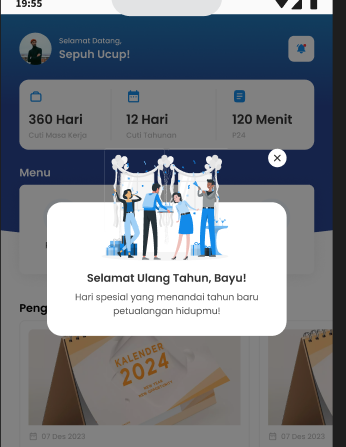 19:55
Selamat Datang,
Sepuh Ucup!
360 Hari
Cuti Masa Kerja
12 Hari
Cuti Tahunan
120 Menit
P24
Menu
Selamat Ulang Tahun, Bayu!
Hari spesial yang menandai tahun baru
petualangan hidupmu!
Peng
KALENDER
2024
07 Des 2023
07 Des 2023